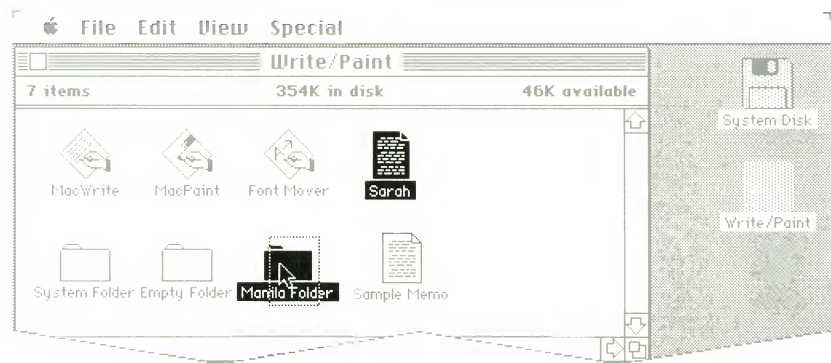 File Edit View Special
Write/Paint
7 items 354K in disk 46K available
System Disk
MacWrite MacPaint Font Mover Sarah
Write/Paint
System Folder Empty Folder Manila Folder Sample Memo